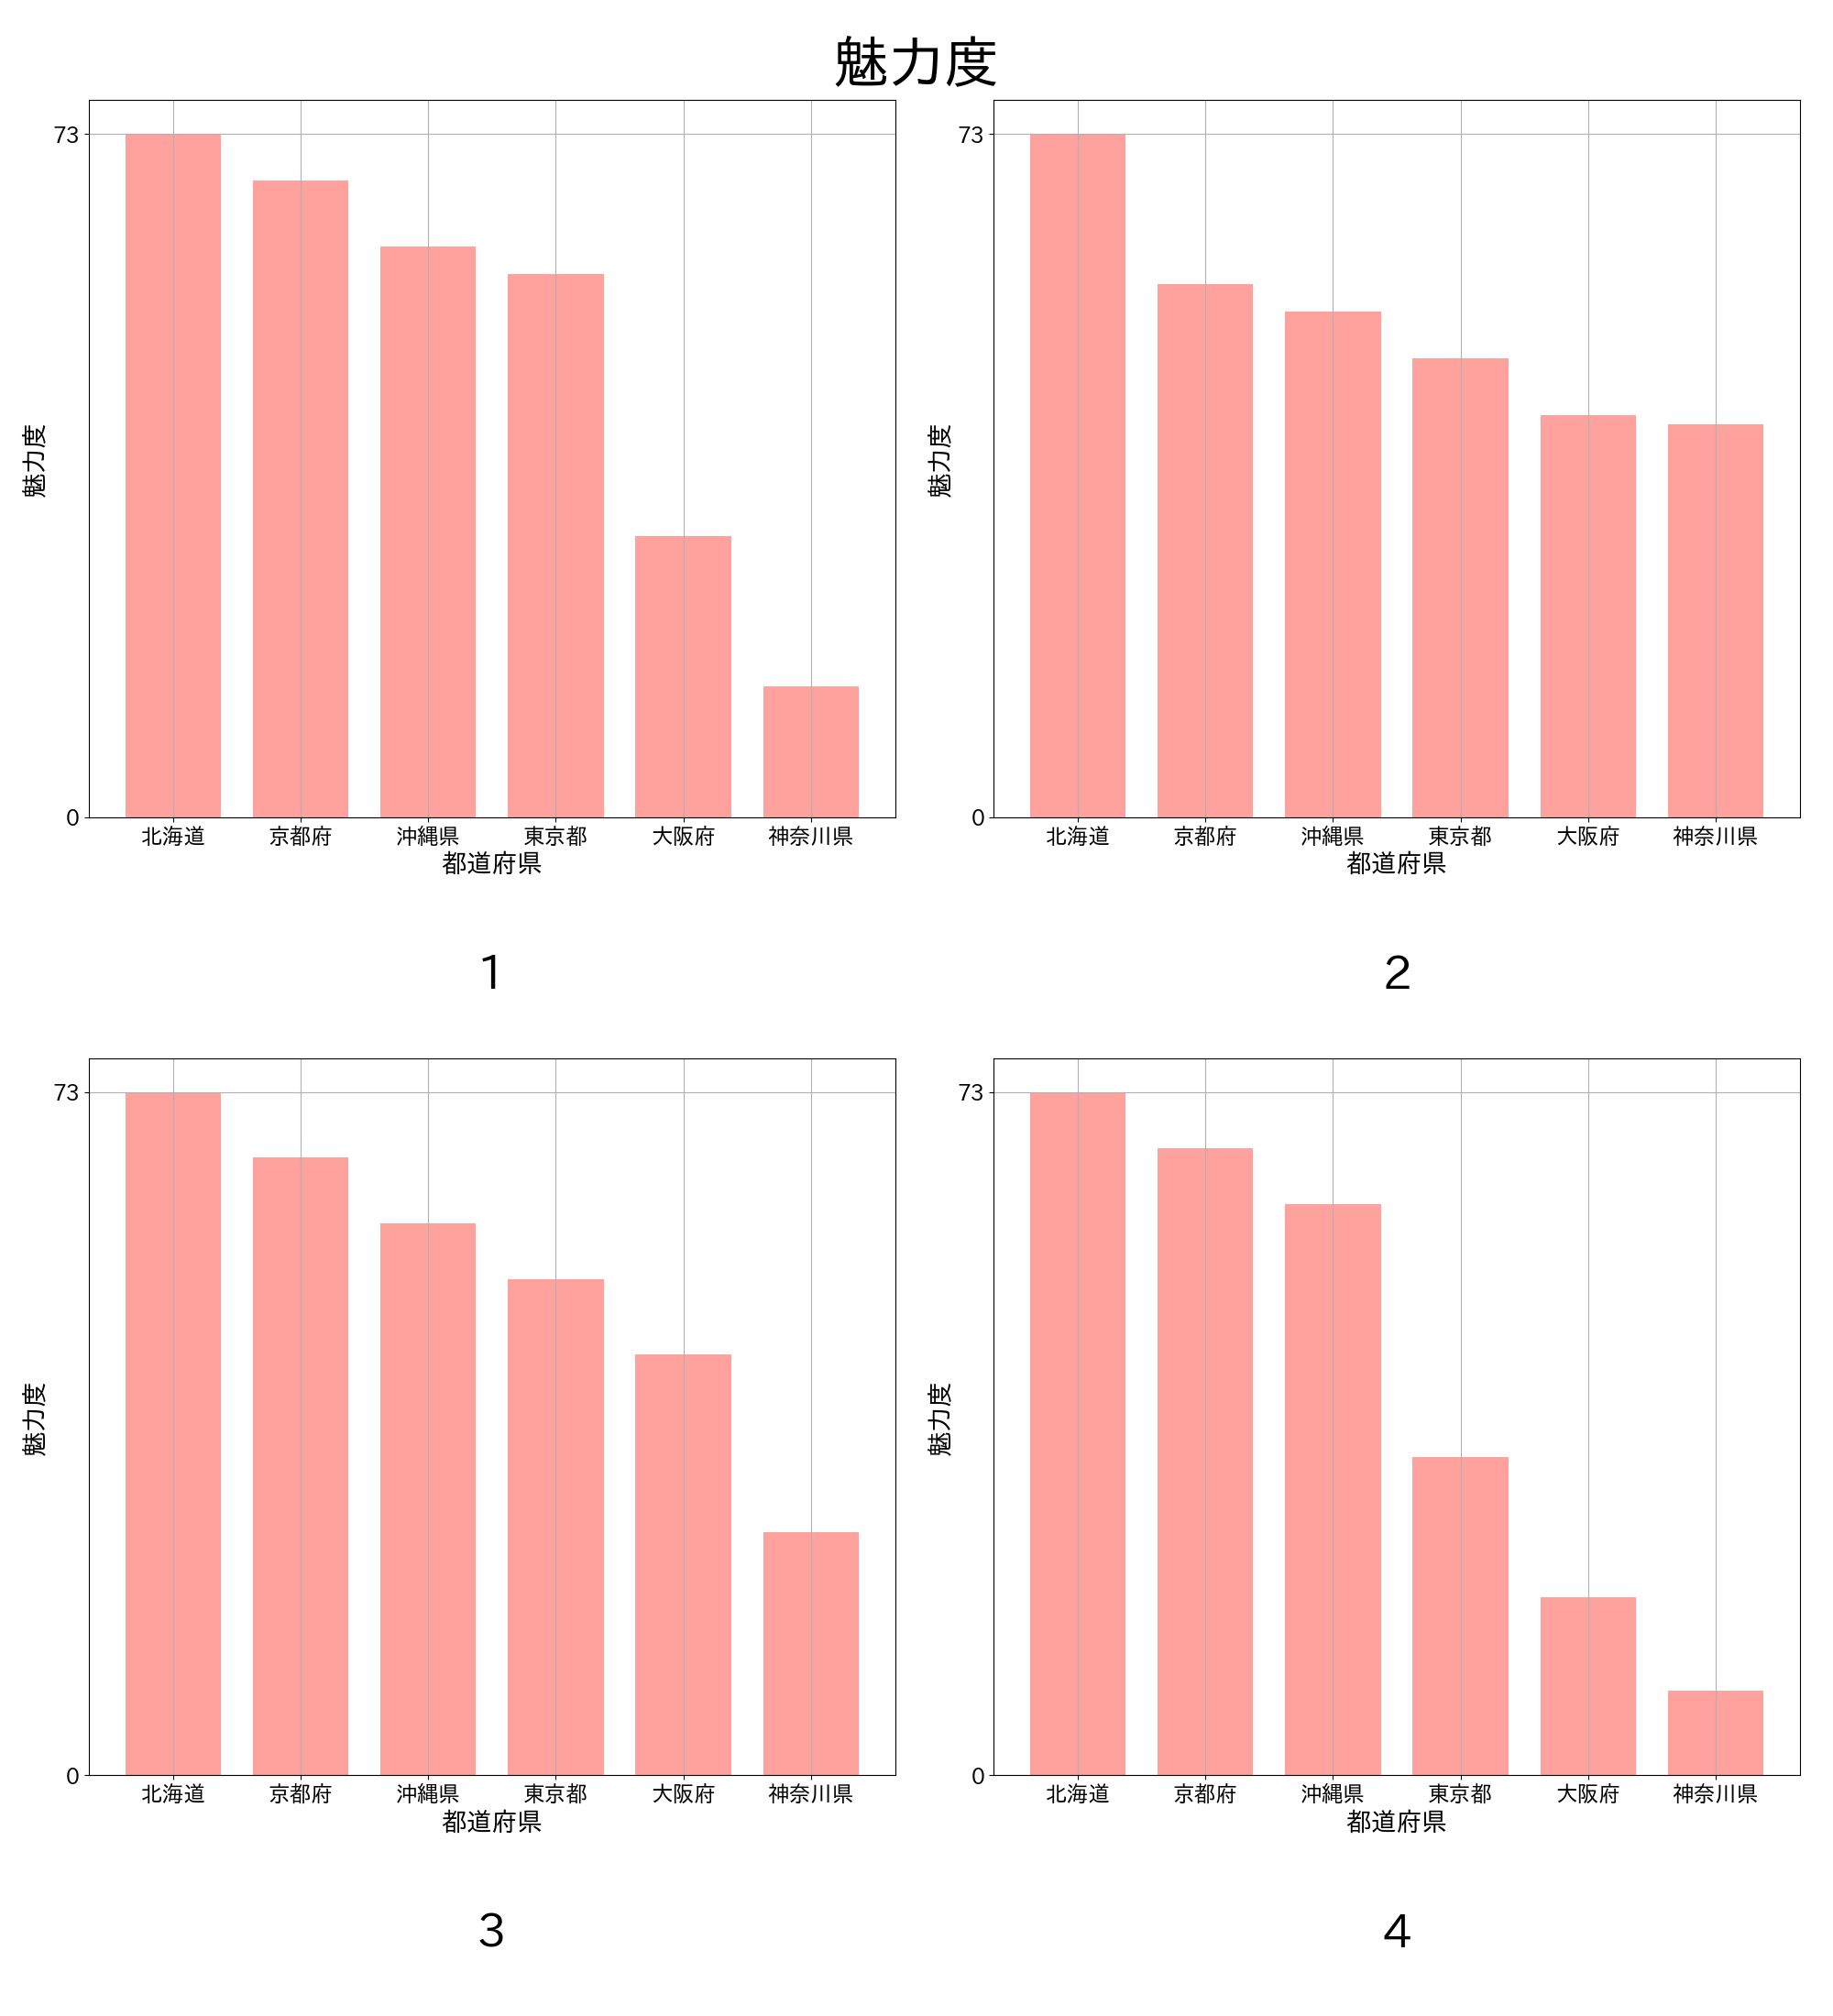 魅力度
73
0
魅力度
北海道 京都府 沖縄県 東京都 大阪府 神奈川県
都道府県
1
73
0
魅力度
北海道 京都府 沖縄県 東京都 大阪府 神奈川県
都道府県
2
73
0
魅力度
北海道 京都府 沖縄県 東京都 大阪府 神奈川県
都道府県
3
73
0
魅力度
北海道 京都府 沖縄県 東京都 大阪府 神奈川県
都道府県
4